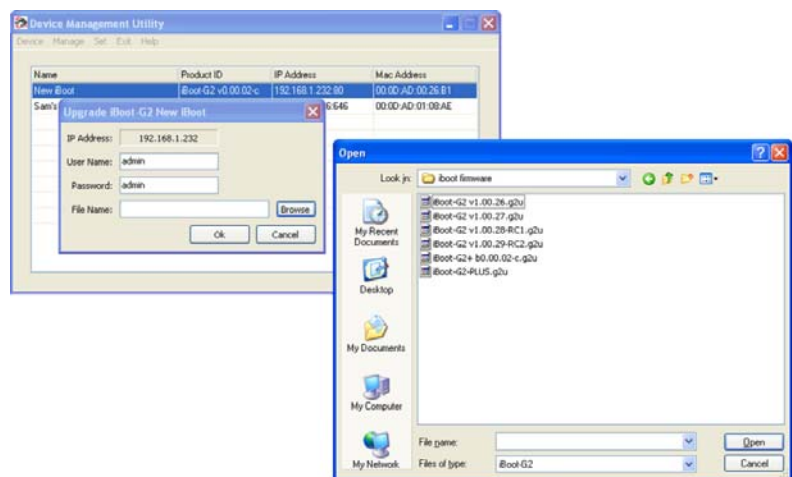 Device Management Utility
Device Manage Set Exit Help
Name Product ID IP Address Mac Address
New iBoot iBoot-G2 v0.00.02-c 192.168.1.232:80 00:0D:AD:00:26:B1
Sam's 6:646 00:0D:AD:01:08:AE
Upgrade iBoot-G2 New iBoot
IP Address: 192.168.1.232
User Name: admin
Password: admin
File Name: Browse
Ok Cancel
Open
Look in: iboot firmware
iBoot-G2 v1.00.26.g2u
iBoot-G2 v1.00.27.g2u
iBoot-G2 v1.00.28-RC1.g2u
iBoot-G2 v1.00.29-RC2.g2u
iBoot-G2+ b0.00.02-c.g2u
iBoot-G2-PLUS.g2u
My Recent
Documents
Desktop
My Documents
My Computer
My Network
File name: Open
Files of type: iBoot-G2 Cancel